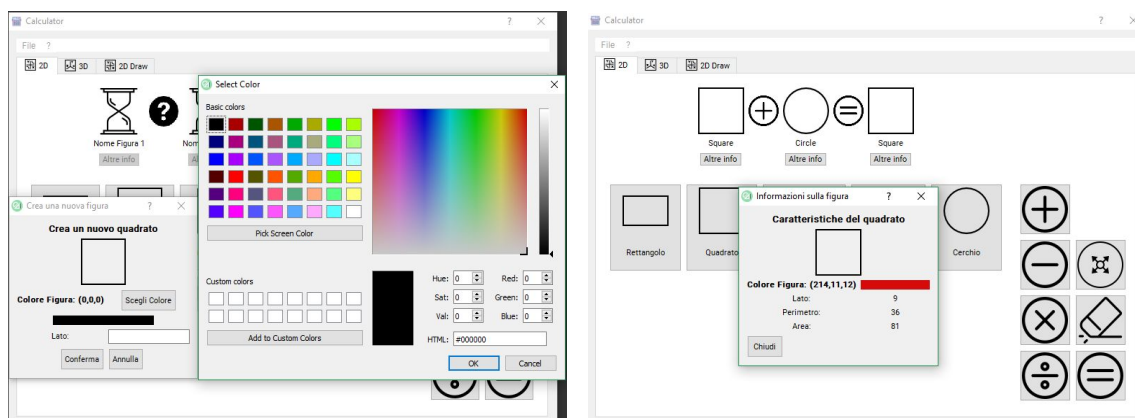 Calculator
File ?
2D 3D 2D Draw
Nome Figura 1
Altre info
Select Color
Basic colors
Pick Screen Color
Custom colors
Add to Custom Colors
Hue: 0 Red: 0
Sat: 0 Green: 0
Val: 0 Blue: 0
HTML: #000000
OK Cancel
Crea una nuova figura ?
Crea un nuovo quadrato
Colore Figura: (0,0,0) Scegli Colore
Lato:
Conferma Annulla
Calculator
File ?
2D 3D 2D Draw
Square Circle Square
Altre info Altre info Altre info
Rettangolo Quadrato Cerchio
Informazioni sulla figura ?
Caratteristiche del quadrato
Colore Figura: (214,11,12)
Lato: 9
Perimetro: 36
Area: 81
Chiudi